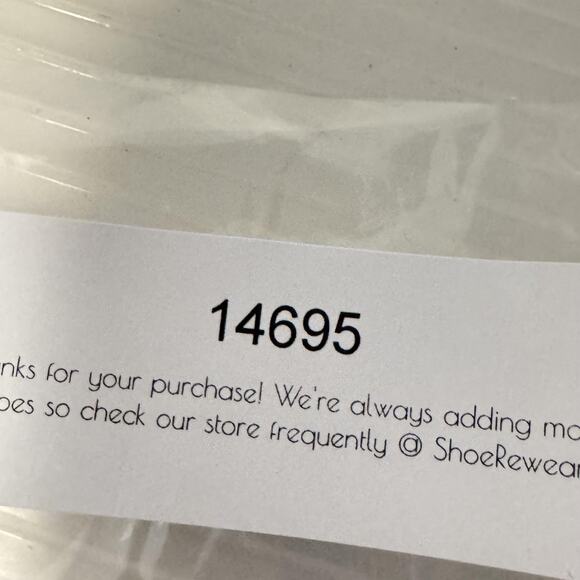 14695
nks for your purchase! We're always adding mo
oes so check our store frequently @ ShoeRewear